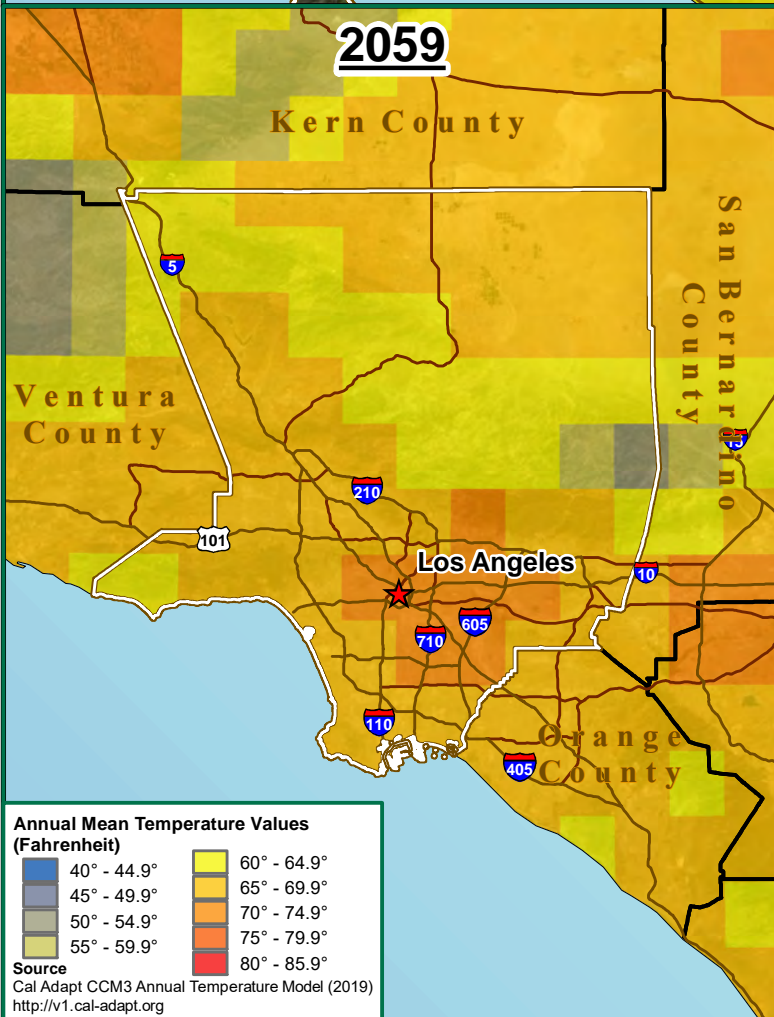 2059
Kern County
San Bernardino
County
5
Ventura
County
15
210
101
Los Angeles
10
605
710
110
Orange
County
405
Annual Mean Temperature Values
(Fahrenheit)
40° - 44.9°
45° - 49.9°
50° - 54.9°
55° - 59.9°
60° - 64.9°
65° - 69.9°
70° - 74.9°
75° - 79.9°
80° - 85.9°
Source
Cal Adapt CCM3 Annual Temperature Model (2019)
http://v1.cal-adapt.org